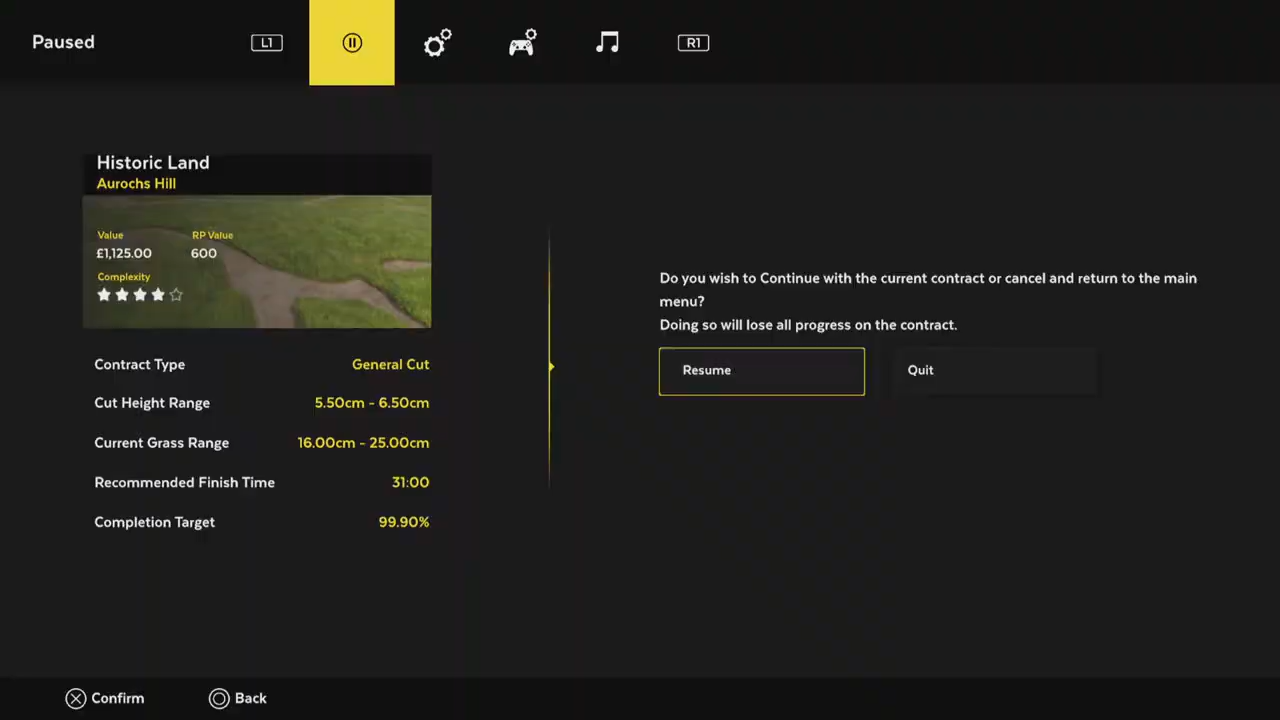 Paused
L1
R1
Historic Land
Aurochs Hill
Value RP Value
£1,125.00 600
Complexity
Contract Type General Cut
Cut Height Range 5.50cm - 6.50cm
Current Grass Range 16.00cm - 25.00cm
Recommended Finish Time 31:00
Completion Target 99.90%
Do you wish to Continue with the current contract or cancel and return to the main
menu?
Doing so will lose all progress on the contract.
Resume Quit
Confirm Back